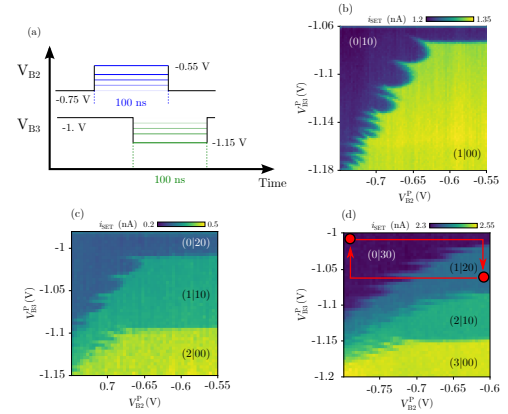 (a)
V_B2
-0.55 V
-0.75 V
100 ns
V_B3
-1. V
-1.15 V
100 ns
Time
(b)
i_SET (nA) 1.2 1.35
-1.06
-1.1
-1.14
-1.18
V^P_B3 (V)
(0|10)
(1|00)
-0.7 -0.65 -0.6 -0.55
V^P_B2 (V)
(c)
i_SET (nA) 0.2 0.5
-1
-1.05
-1.1
-1.15
V^P_B3 (V)
(0|20)
(1|10)
(2|00)
0.7 -0.65 -0.6 -0.55
V^P_B2 (V)
(d)
i_SET (nA) 2.3 2.55
-1
-1.05
-1.1
-1.15
-1.2
V^P_B3 (V)
(0|30)
(1|20)
(2|10)
(3|00)
-0.75 -0.7 -0.65 -0.6
V^P_B2 (V)